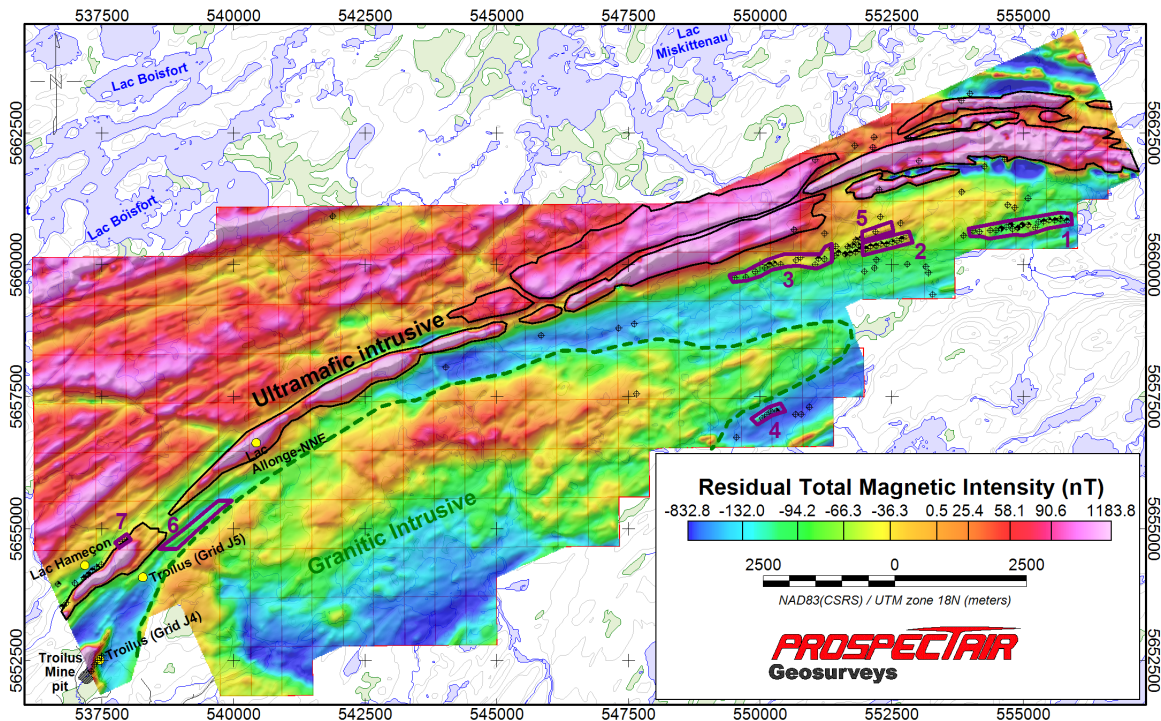 537500 540000 542500 545000 547500 550000 552500 555000
Lac Boisfort
Lac
Miskittenau
5662500
5662500
Lac Boisfort
t
5
1
2
3
5660000
5660000
Ultramafic intrusive
5657500
5657500
4
Lac
Allonge-NNE
Granitic Intrusive
7
6
Lac Hameçon
Troilus (Grid J5)
5655000
5655000
Troilus (Grid J4)
Troilus
Mine
pit
5662500
5662500
Residual Total Magnetic Intensity (nT)
-832.8 -132.0 -94.2 -66.3 -36.3 0.5 25.4 58.1 90.6 1183.8
2500 0 2500
NAD83(CSRS) / UTM zone 18N (meters)
PROSPECTAIR
Geosurveys
537500 540000 542500 545000 547500 550000 552500 555000